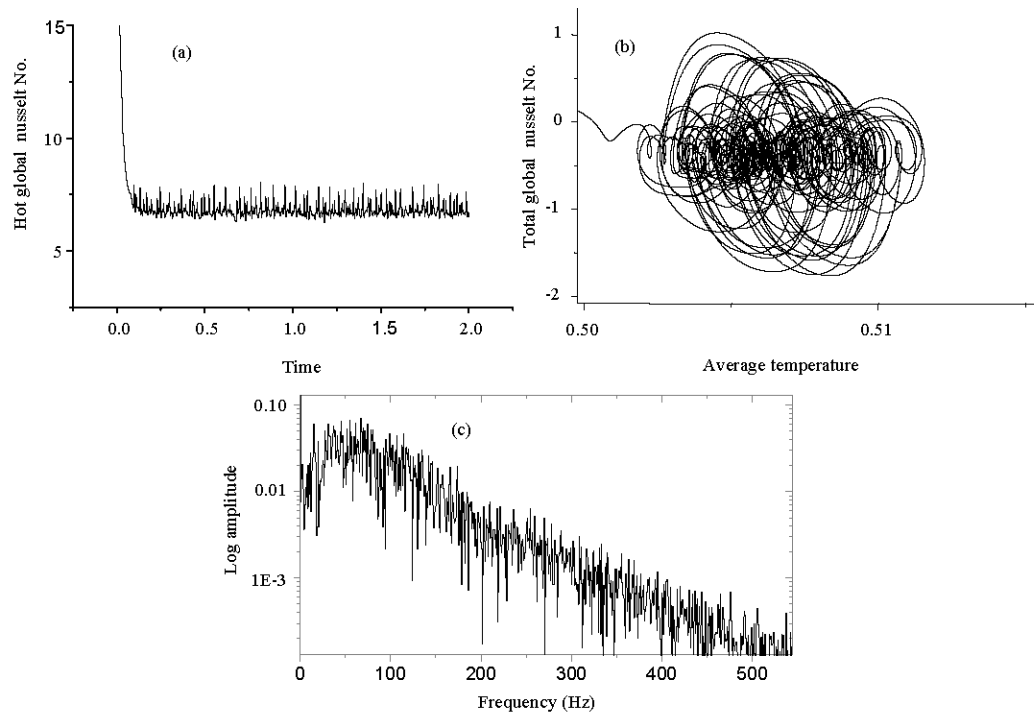 15
10
5
0.0 0.5 1.0 1.5 2.0
Hot global nusselt No.
(a)
Time
1
0
-1
-2
0.50 0.51
Total global nusselt No.
(b)
Average temperature
0.10
0.01
1E-3
0 100 200 300 400 500
Log amplitude
(c)
Frequency (Hz)